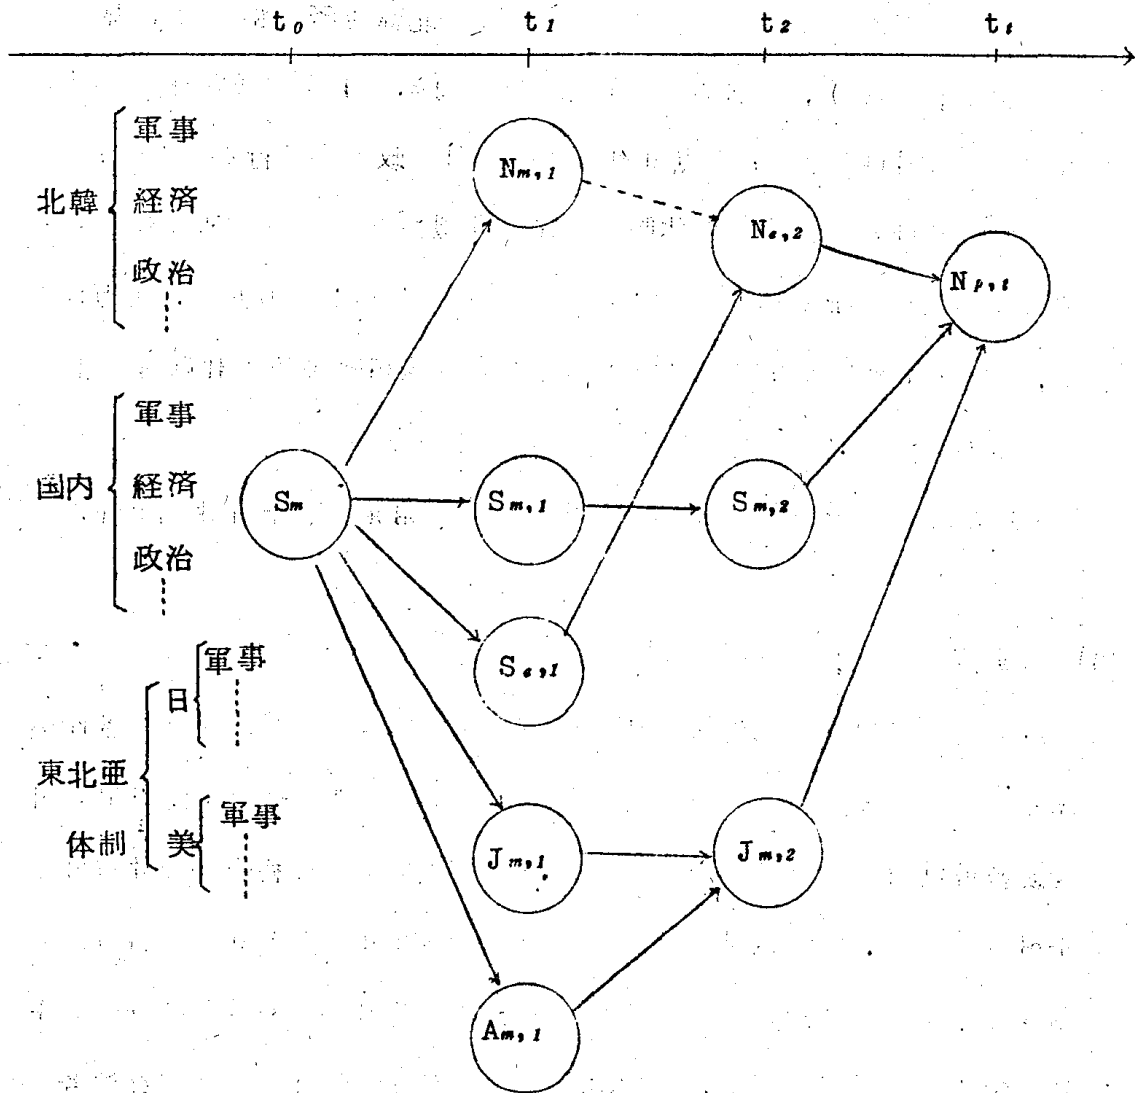 t₀ t₁ t₂ tₜ
北韓
軍事
経済
政治
国内
軍事
経済
政治
東北亜
体制
日
軍事
美
軍事
Nm,1
Ne,2
Np,t
Sm
Sm,1
Sm,2
Se,1
Jm,1
Jm,2
Am,1